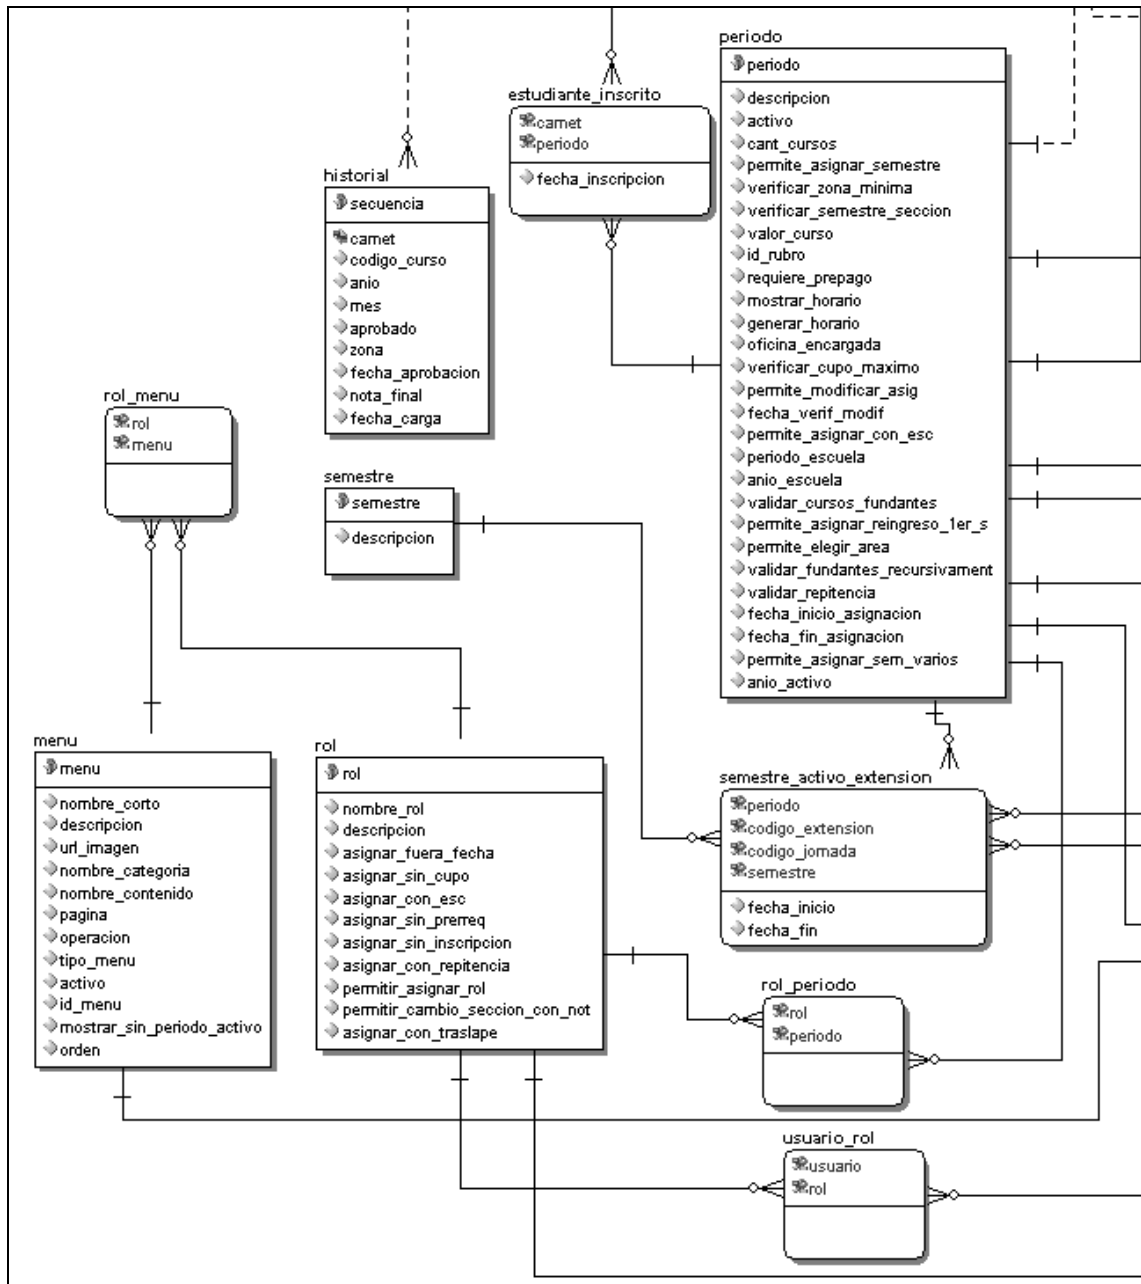 periodo
periodo
descripcion
activo
cant_cursos
permite_asignar_semestre
verificar_zona_minima
verificar_semestre_seccion
valor_curso
id_rubro
requiere_prepago
mostrar_horario
generar_horario
oficina_encargada
verificar_cupo_maximo
permite_modificar_asig
fecha_verif_modif
permite_asignar_con_esc
periodo_escuela
anio_escuela
validar_cursos_fundantes
permite_asignar_reingreso_1er_s
permite_elegir_area
validar_fundantes_recursivament
validar_repitencia
fecha_inicio_asignacion
fecha_fin_asignacion
permite_asignar_sem_varios
anio_activo
estudiante_inscrito
carnet
periodo
fecha_inscripcion
historial
secuencia
carnet
codigo_curso
anio
mes
aprobado
zona
fecha_aprobacion
nota_final
fecha_carga
rol_menu
rol
menu
semestre
semestre
descripcion
menu
menu
nombre_corto
descripcion
url_imagen
nombre_categoria
nombre_contenido
pagina
operacion
tipo_menu
activo
id_menu
mostrar_sin_periodo_activo
orden
rol
rol
nombre_rol
descripcion
asignar_fuera_fecha
asignar_sin_cupo
asignar_con_esc
asignar_sin_prerreq
asignar_sin_inscripcion
asignar_con_repitencia
permitir_asignar_rol
permitir_cambio_seccion_con_not
asignar_con_traslape
semestre_activo_extension
periodo
codigo_extension
codigo_jornada
semestre
fecha_inicio
fecha_fin
rol_periodo
rol
periodo
usuario_rol
usuario
rol